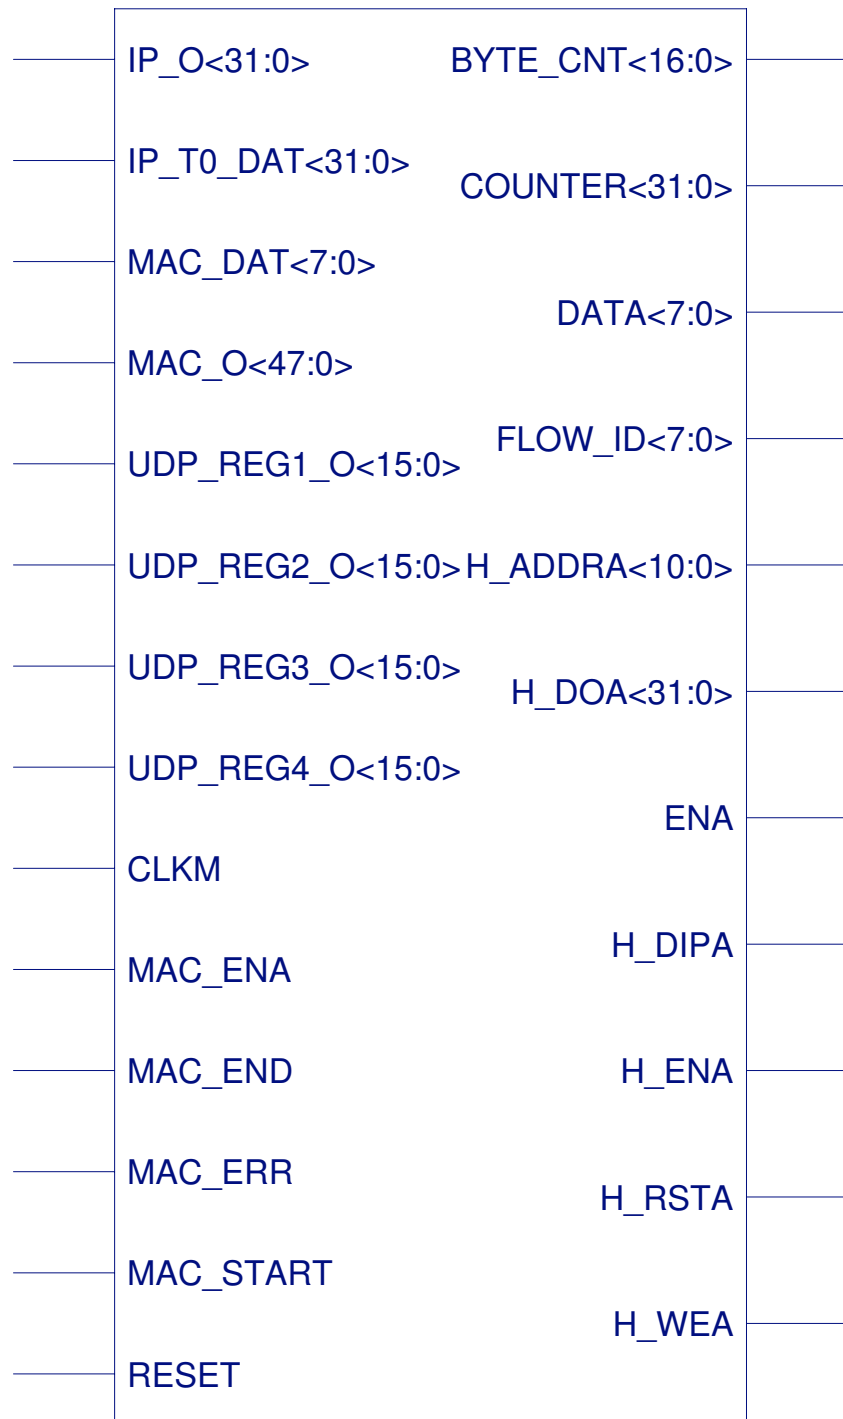 IP_O<31:0>
BYTE_CNT<16:0>
IP_T0_DAT<31:0>
COUNTER<31:0>
MAC_DAT<7:0>
DATA<7:0>
MAC_O<47:0>
FLOW_ID<7:0>
UDP_REG1_O<15:0>
UDP_REG2_O<15:0>
H_ADDRA<10:0>
UDP_REG3_O<15:0>
H_DOA<31:0>
UDP_REG4_O<15:0>
ENA
CLKM
H_DIPA
MAC_ENA
MAC_END
H_ENA
MAC_ERR
H_RSTA
MAC_START
H_WEA
RESET